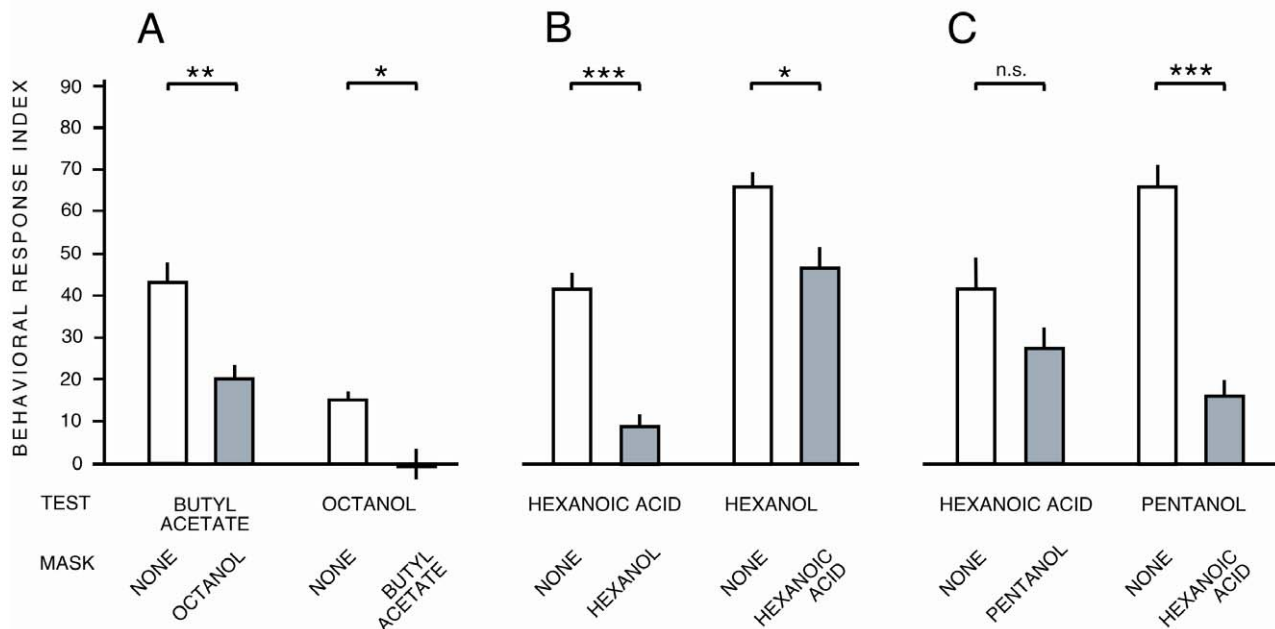 A B C
** * *** * n.s. ***
BEHAVIORAL RESPONSE INDEX
90
80
70
60
50
40
30
20
10
0
TEST BUTYL ACETATE OCTANOL HEXANOIC ACID HEXANOL HEXANOIC ACID PENTANOL
MASK NONE OCTANOL NONE BUTYL ACETATE NONE HEXANOL NONE HEXANOIC ACID NONE PENTANOL NONE HEXANOIC ACID